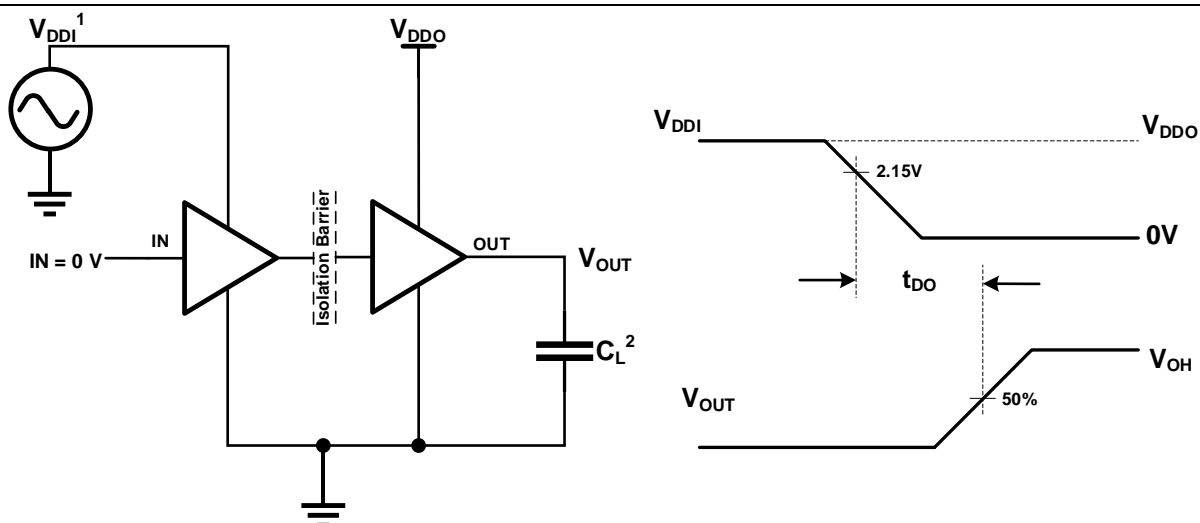 VDDI1
VDDO
IN
Isolation Barrier
OUT
VOUT
IN = 0 V
CL2
VDDI
VDDO
2.15V
0V
tDO
VOH
VOUT
50%